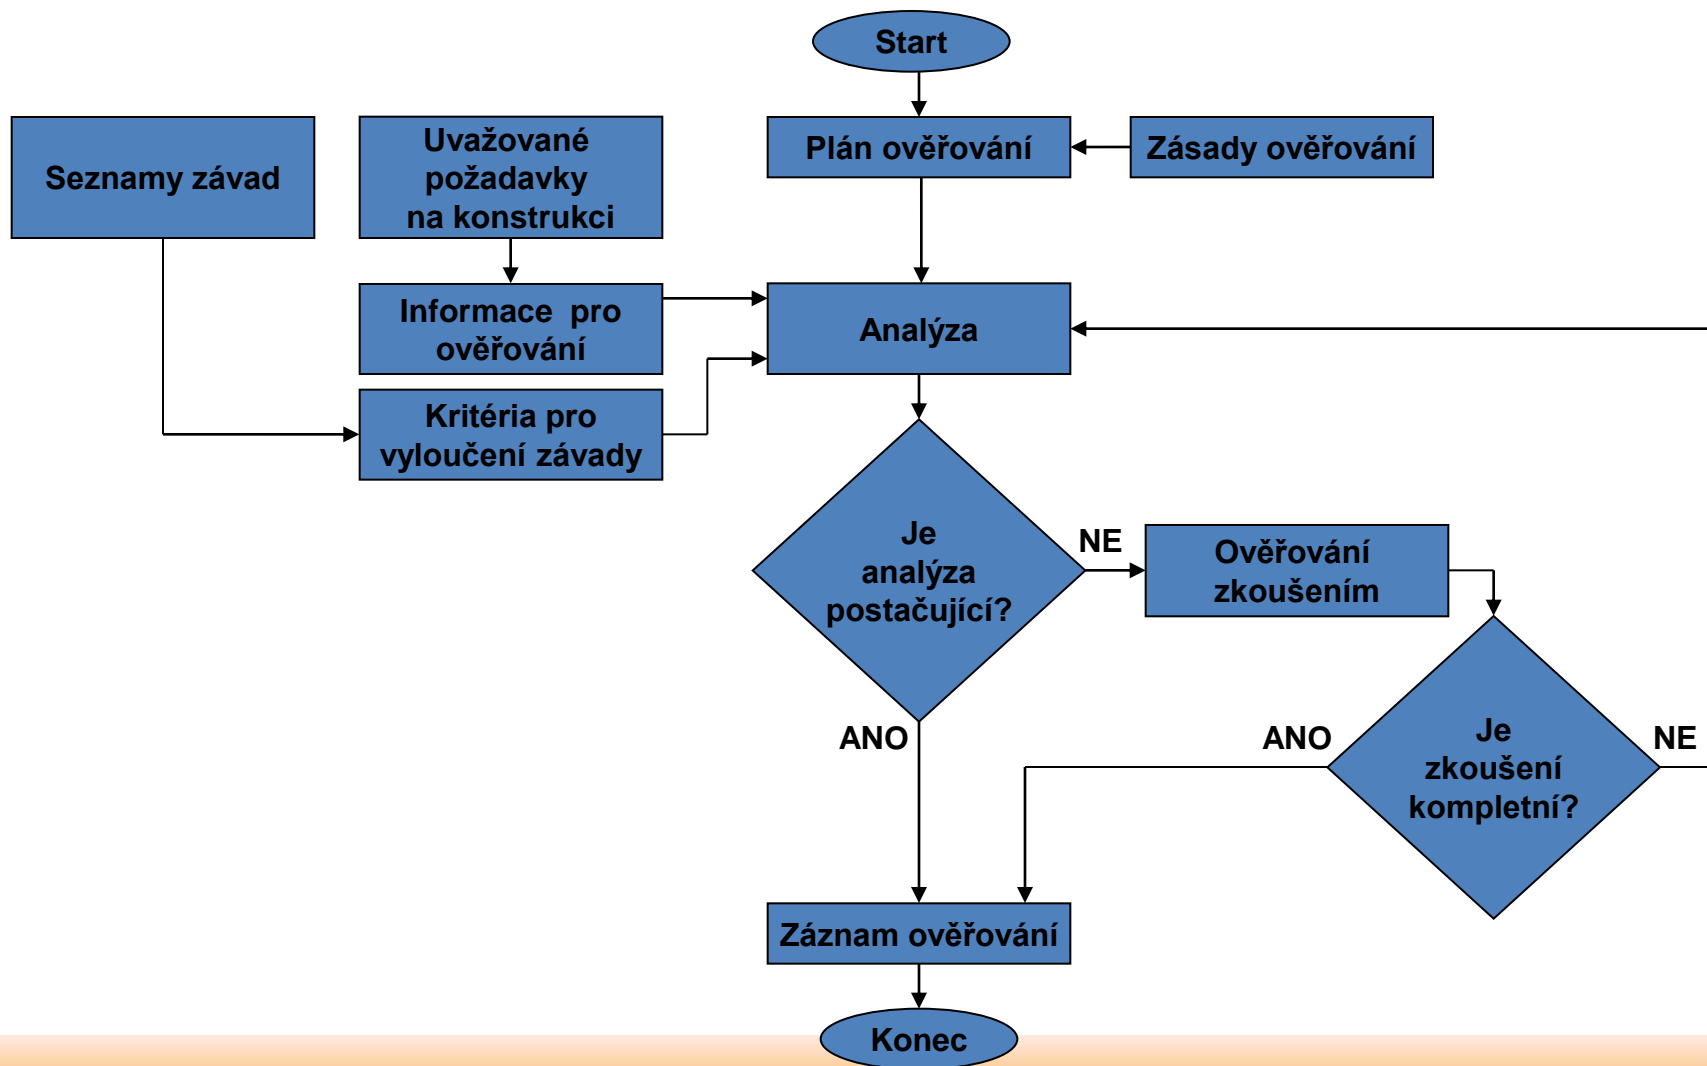 Start
Seznamy závad
Uvažované
požadavky
na konstrukci
Plán ověřování
Zásady ověřování
Informace pro
ověřování
Analýza
Kritéria pro
vyloučení závady
Je
analýza
postačující?
NE
Ověřování
zkoušením
ANO
ANO
Je
zkoušení
kompletní?
NE
Záznam ověřování
Konec